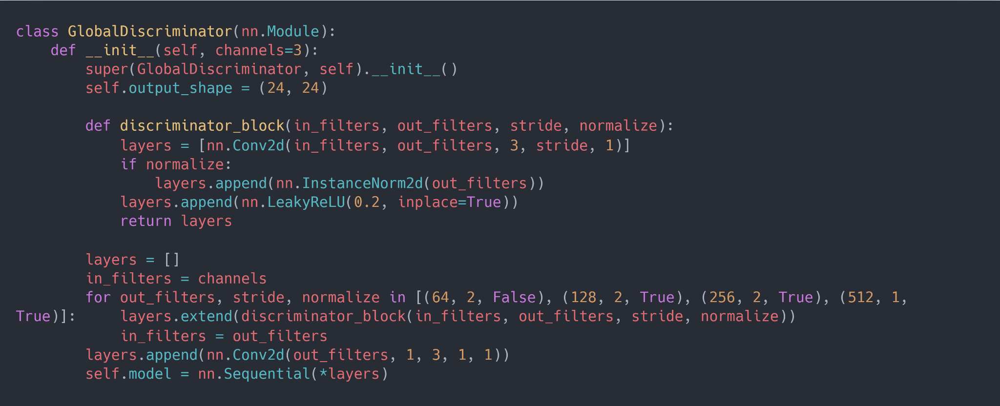 class GlobalDiscriminator(nn.Module):
    def __init__(self, channels=3):
        super(GlobalDiscriminator, self).__init__()
        self.output_shape = (24, 24)

        def discriminator_block(in_filters, out_filters, stride, normalize):
            layers = [nn.Conv2d(in_filters, out_filters, 3, stride, 1)]
            if normalize:
                layers.append(nn.InstanceNorm2d(out_filters))
            layers.append(nn.LeakyReLU(0.2, inplace=True))
            return layers

        layers = []
        in_filters = channels
        for out_filters, stride, normalize in [(64, 2, False), (128, 2, True), (256, 2, True), (512, 1,
True)]:     layers.extend(discriminator_block(in_filters, out_filters, stride, normalize))
            in_filters = out_filters
        layers.append(nn.Conv2d(out_filters, 1, 3, 1, 1))
        self.model = nn.Sequential(*layers)